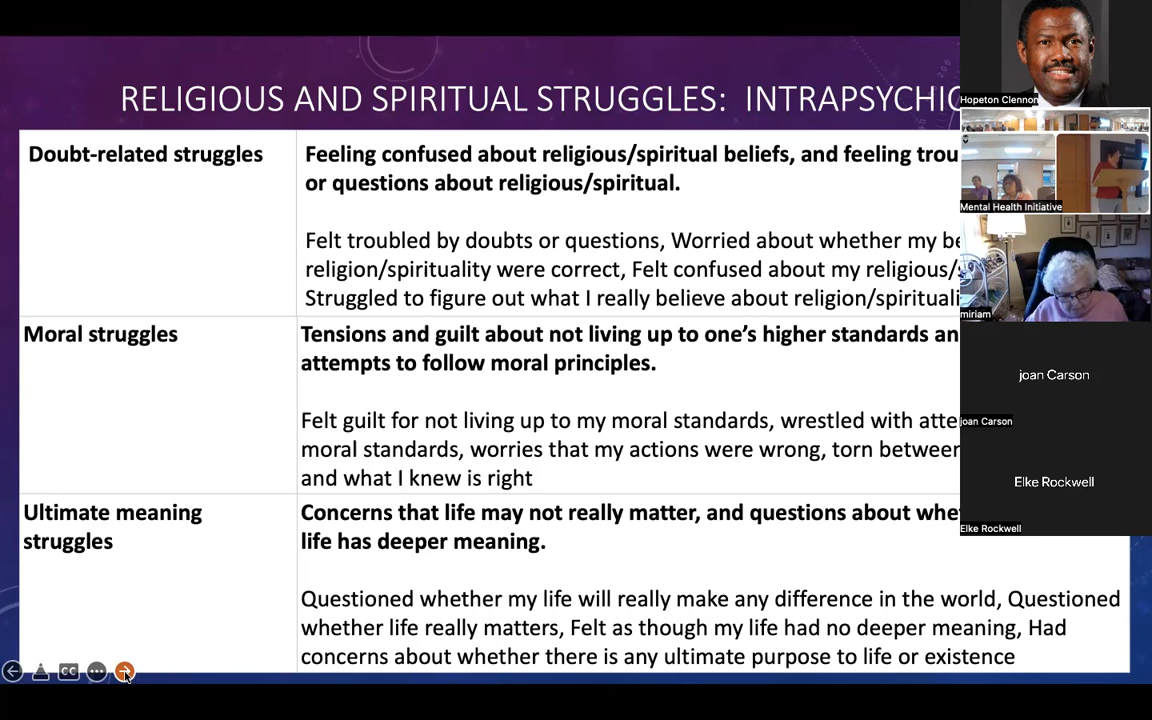 RELIGIOUS AND SPIRITUAL STRUGGLES: INTRAPSYCHIC
Doubt-related struggles
Feeling confused about religious/spiritual beliefs, and feeling
or questions about religious/spiritual.
Felt troubled by doubts or questions, Worried about whether my
religion/spirituality were correct, Felt confused about my religious/
Struggled to figure out what I really believe about
Moral struggles
Tensions and guilt about not living up to one's higher standards
attempts to follow moral principles.
Felt guilt for not living up to my moral standards, wrestled with
moral standards, worries that my actions were wrong, torn between
and what I knew is right
Ultimate meaning
struggles
Concerns that life may not really matter, and questions about
life has deeper meaning.
Questioned whether my life will really make any difference in the world, Questioned
whether life really matters, Felt as though my life had no deeper meaning, Had
concerns about whether there is any ultimate purpose to life or existence
CC
Hopeton Clennon
Mental Health Initiative
miriam
joan Carson
joan Carson
Elke Rockwell
Elke Rockwell